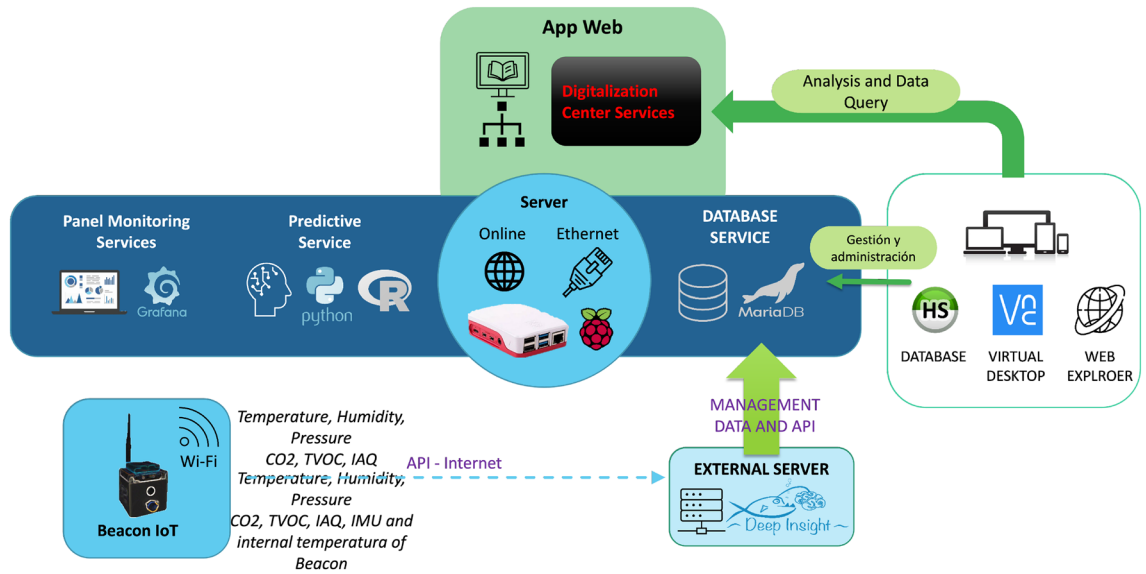 App Web
Digitalization
Center Services
Analysis and Data
Query
Panel Monitoring
Services
Grafana
Predictive
Service
python
R
Server
Online
Ethernet
DATABASE
SERVICE
MariaDB
Gestión y
administración
HS
DATABASE
VIRTUAL
DESKTOP
WEB
EXPLROER
Wi-Fi
Beacon IoT
Temperature, Humidity,
Pressure
CO2, TVOC, IAQ
Temperature, Humidity,
Pressure
CO2, TVOC, IAQ, IMU and
internal temperatura of
Beacon
API - Internet
MANAGEMENT
DATA AND API
EXTERNAL SERVER
Deep Insight